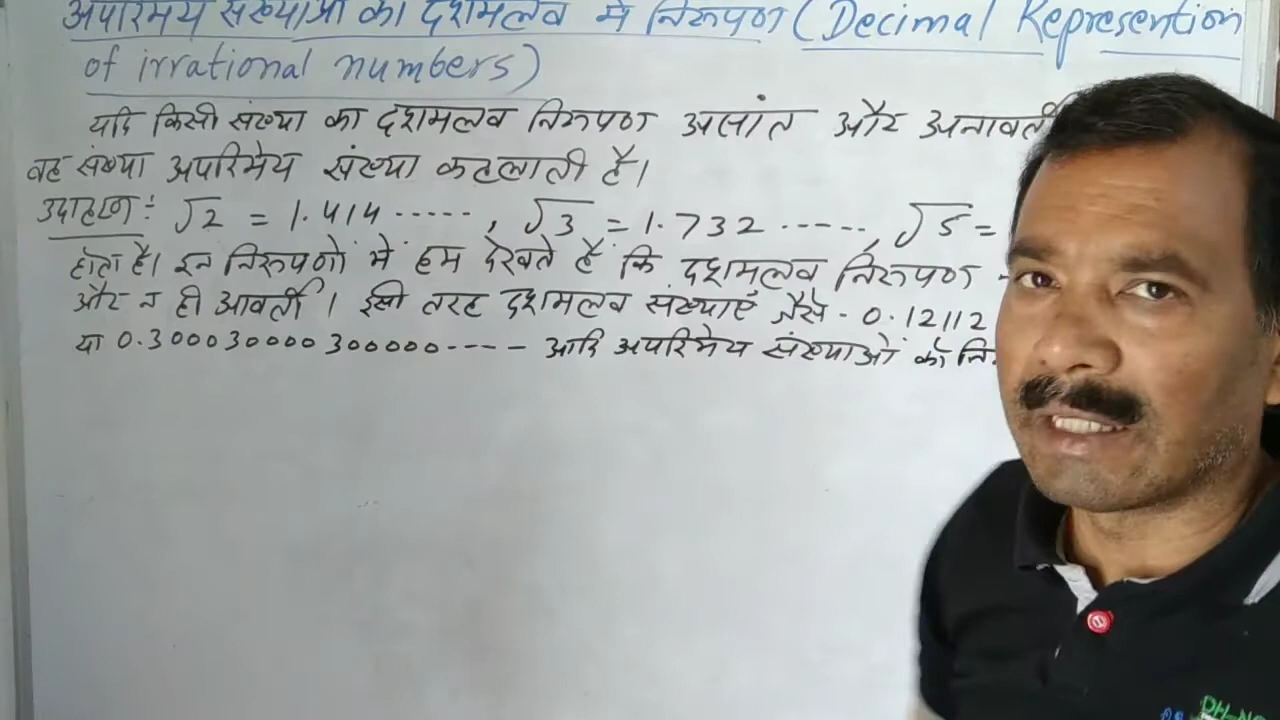 अपरिमेय संख्याओं का दशमलव में निरूपण (Decimal Represention
of irrational numbers)
यदि किसी संख्या का दशमलव निरूपण असांत और अनावर्ती
वह संख्या अपरिमेय संख्या कहलाती है।
उदाहरण: √2 = 1.414 ....., √3 = 1.732 ....., √5 =
होता है। इन निरूपणों में हम देखते हैं कि दशमलव निरूपण
और न ही आवर्ती। इसी तरह दशमलव संख्याएँ जैसे - 0.12112
या 0.300030000300000---- आदि अपरिमेय संख्याओं को नि